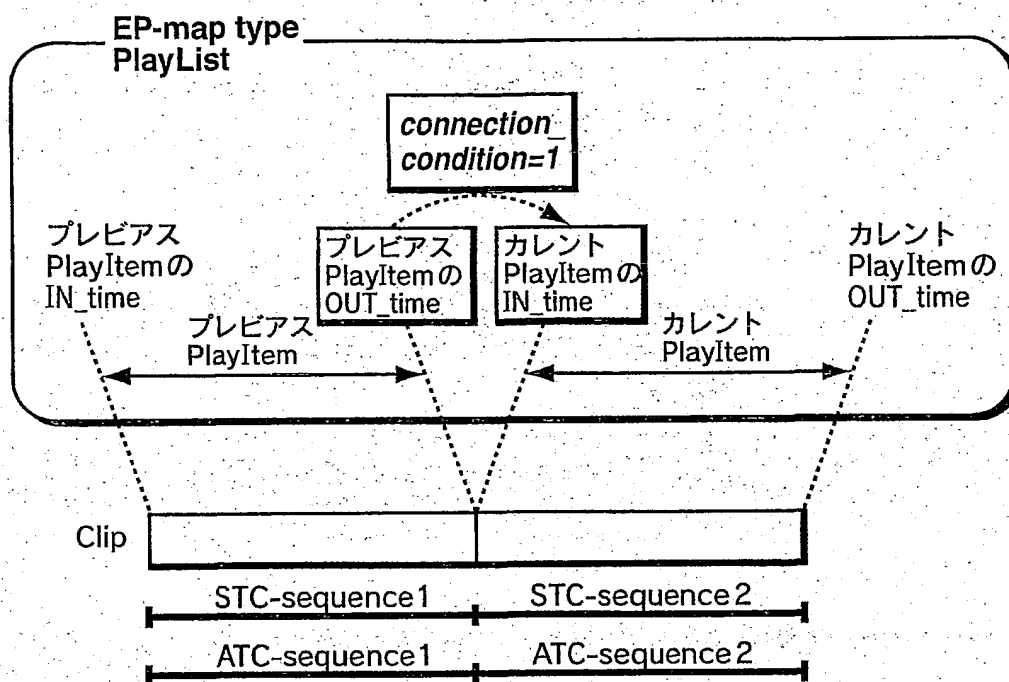 EP-map type
PlayList
connection_
condition=1
プレビアス
PlayItemの
IN_time
プレビアス
PlayItemの
OUT_time
カレント
PlayItemの
IN_time
カレント
PlayItemの
OUT_time
プレビアス
PlayItem
カレント
PlayItem
Clip
STC-sequence1
STC-sequence2
ATC-sequence1
ATC-sequence2